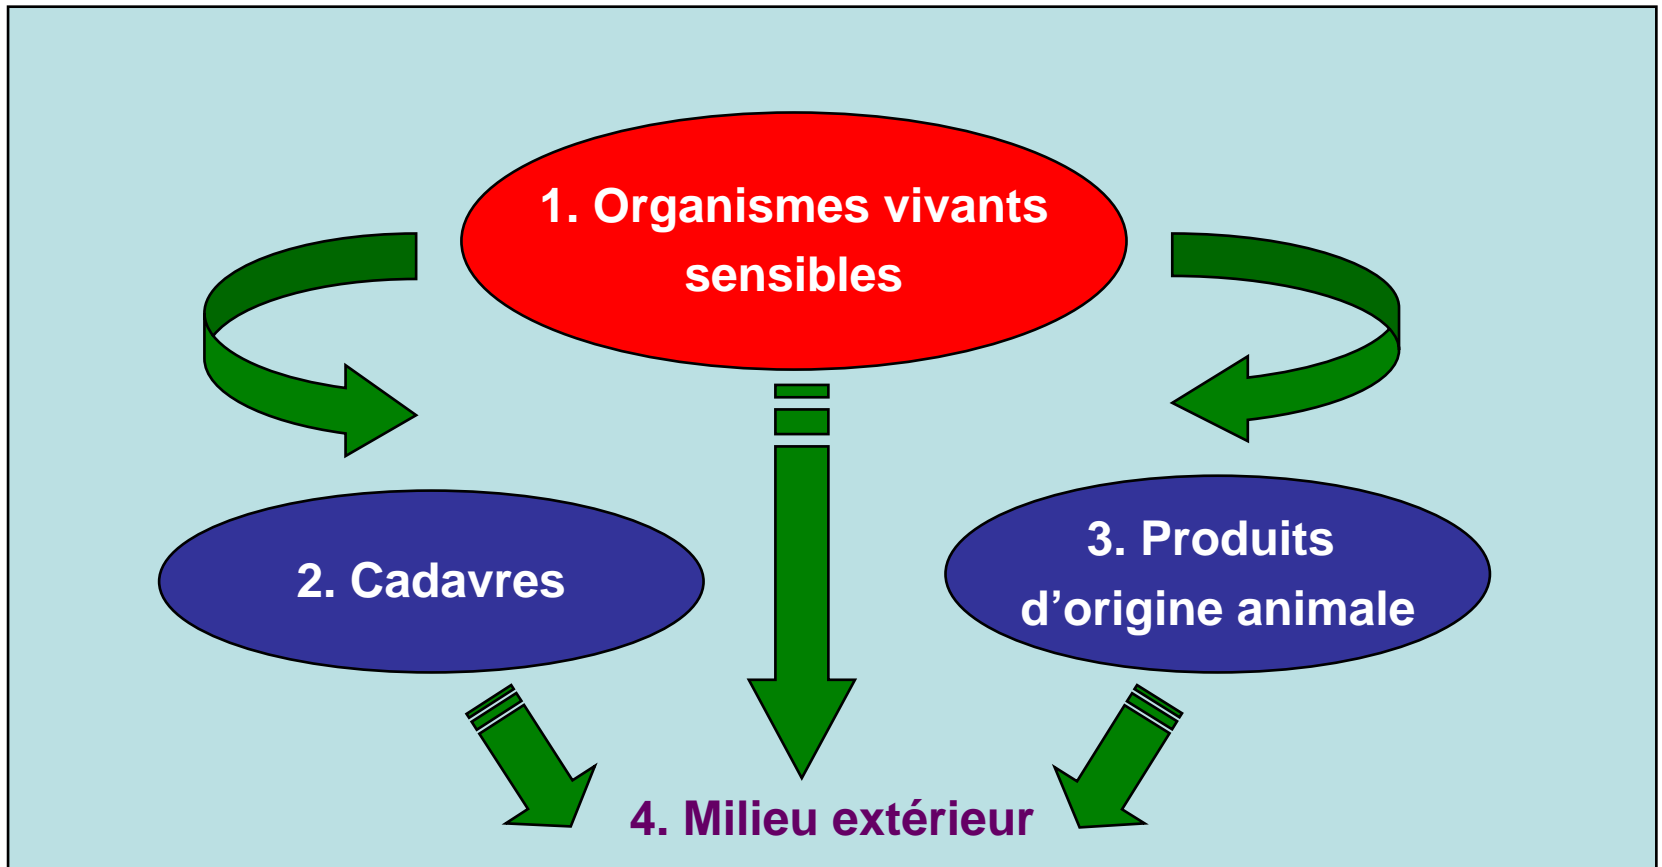 1. Organismes vivants
sensibles
2. Cadavres
3. Produits
d’origine animale
4. Milieu extérieur